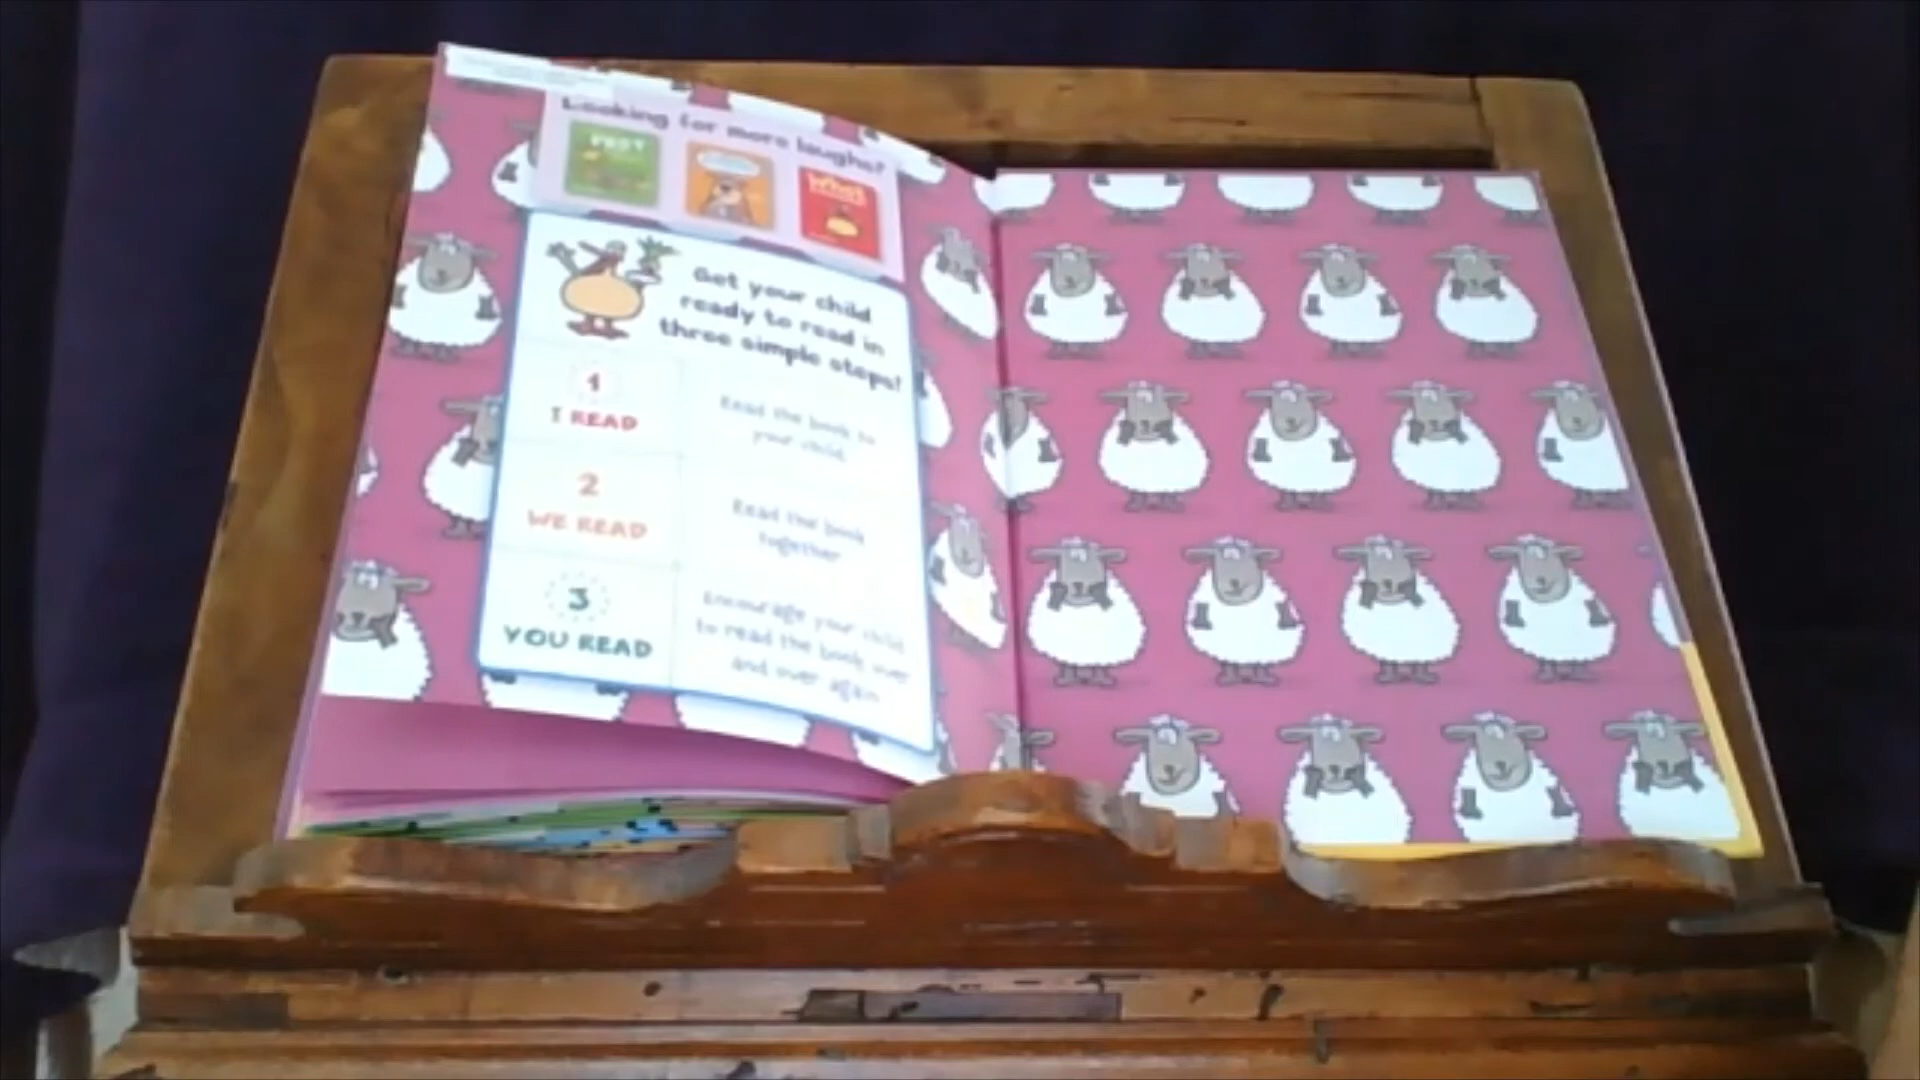 Looking for more laughs?
What
Get your child
ready to read in
three simple steps!
1
I READ
Read the book to
your child
2
WE READ
Read the book
together
3
YOU READ
Encourage your child
to read the book over
and over again